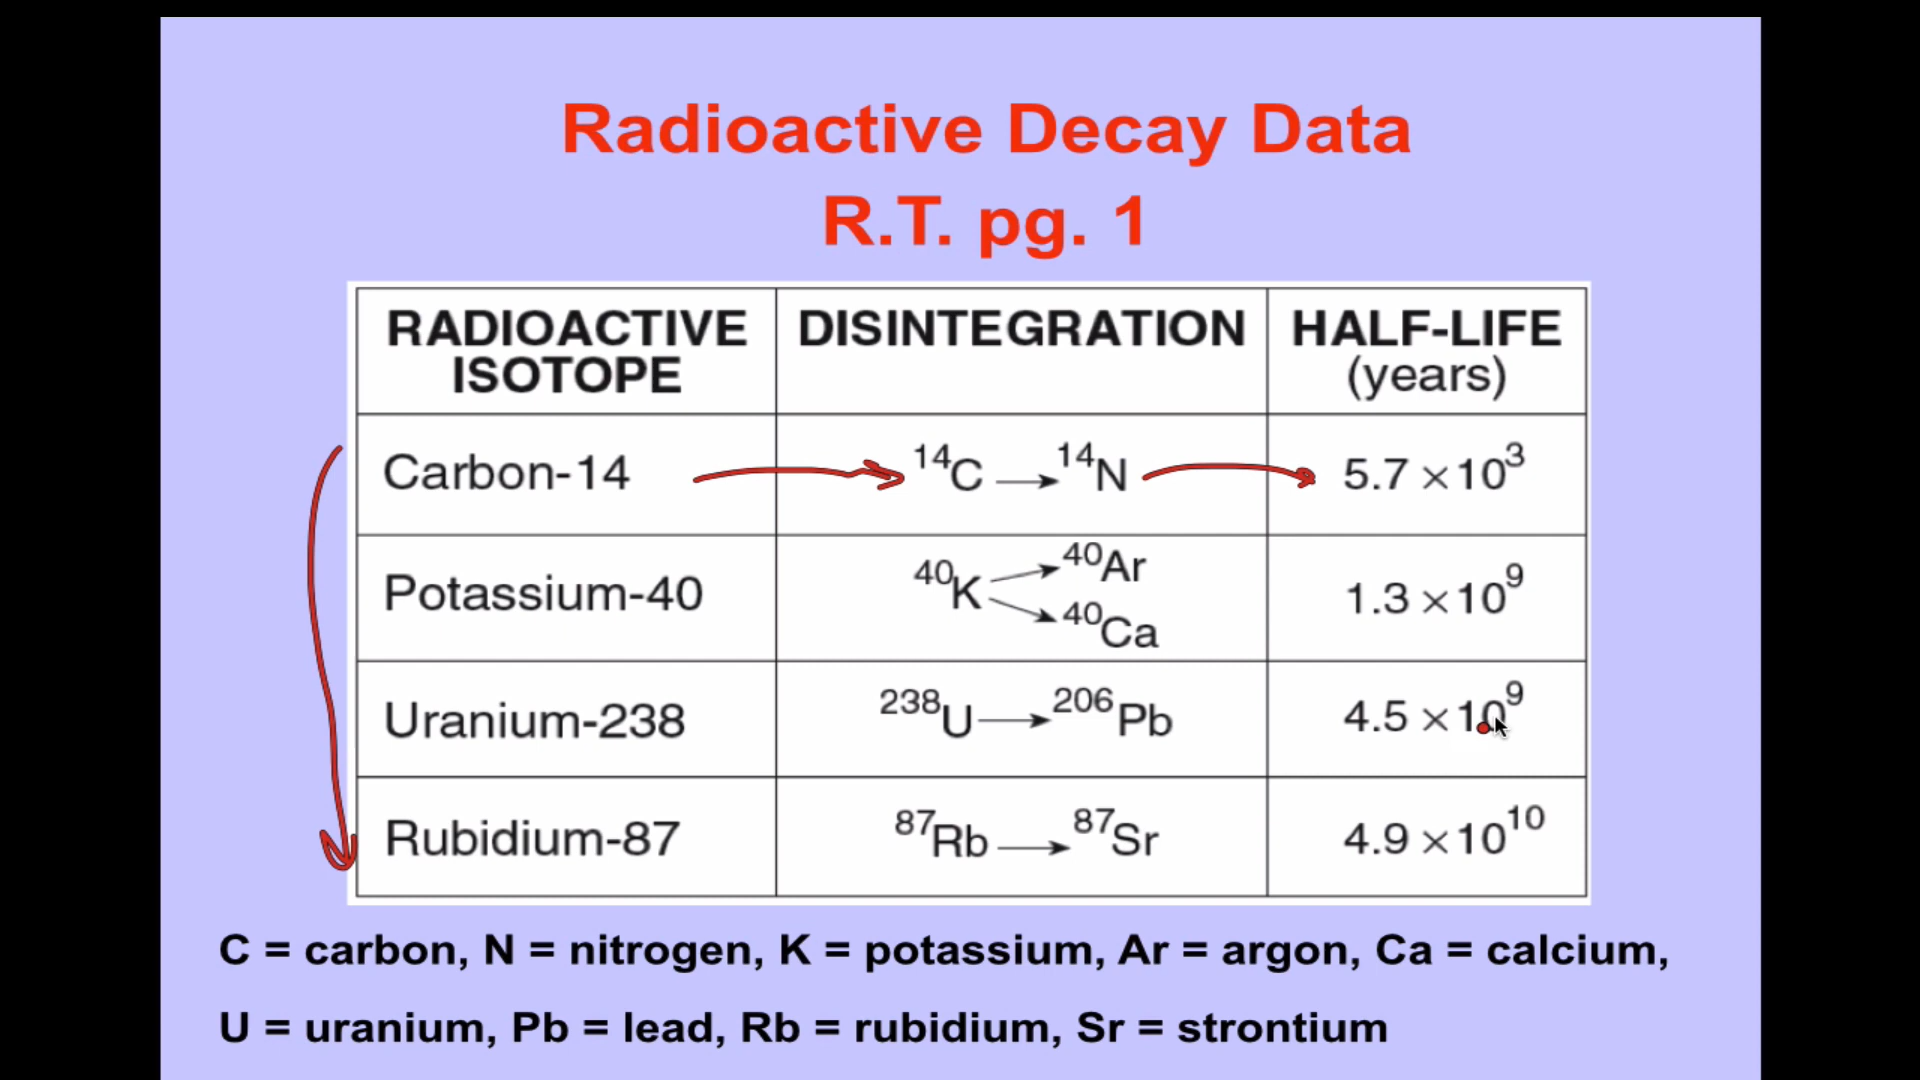 Radioactive Decay Data
R.T. pg. 1
RADIOACTIVE ISOTOPE DISINTEGRATION HALF-LIFE (years)
Carbon-14 ¹⁴C → ¹⁴N 5.7 × 10³
Potassium-40 ⁴⁰K → ⁴⁰Ar → ⁴⁰Ca 1.3 × 10⁹
Uranium-238 ²³⁸U → ²⁰⁶Pb 4.5 × 10⁹
Rubidium-87 ⁸⁷Rb → ⁸⁷Sr 4.9 × 10¹⁰
C = carbon, N = nitrogen, K = potassium, Ar = argon, Ca = calcium,
U = uranium, Pb = lead, Rb = rubidium, Sr = strontium